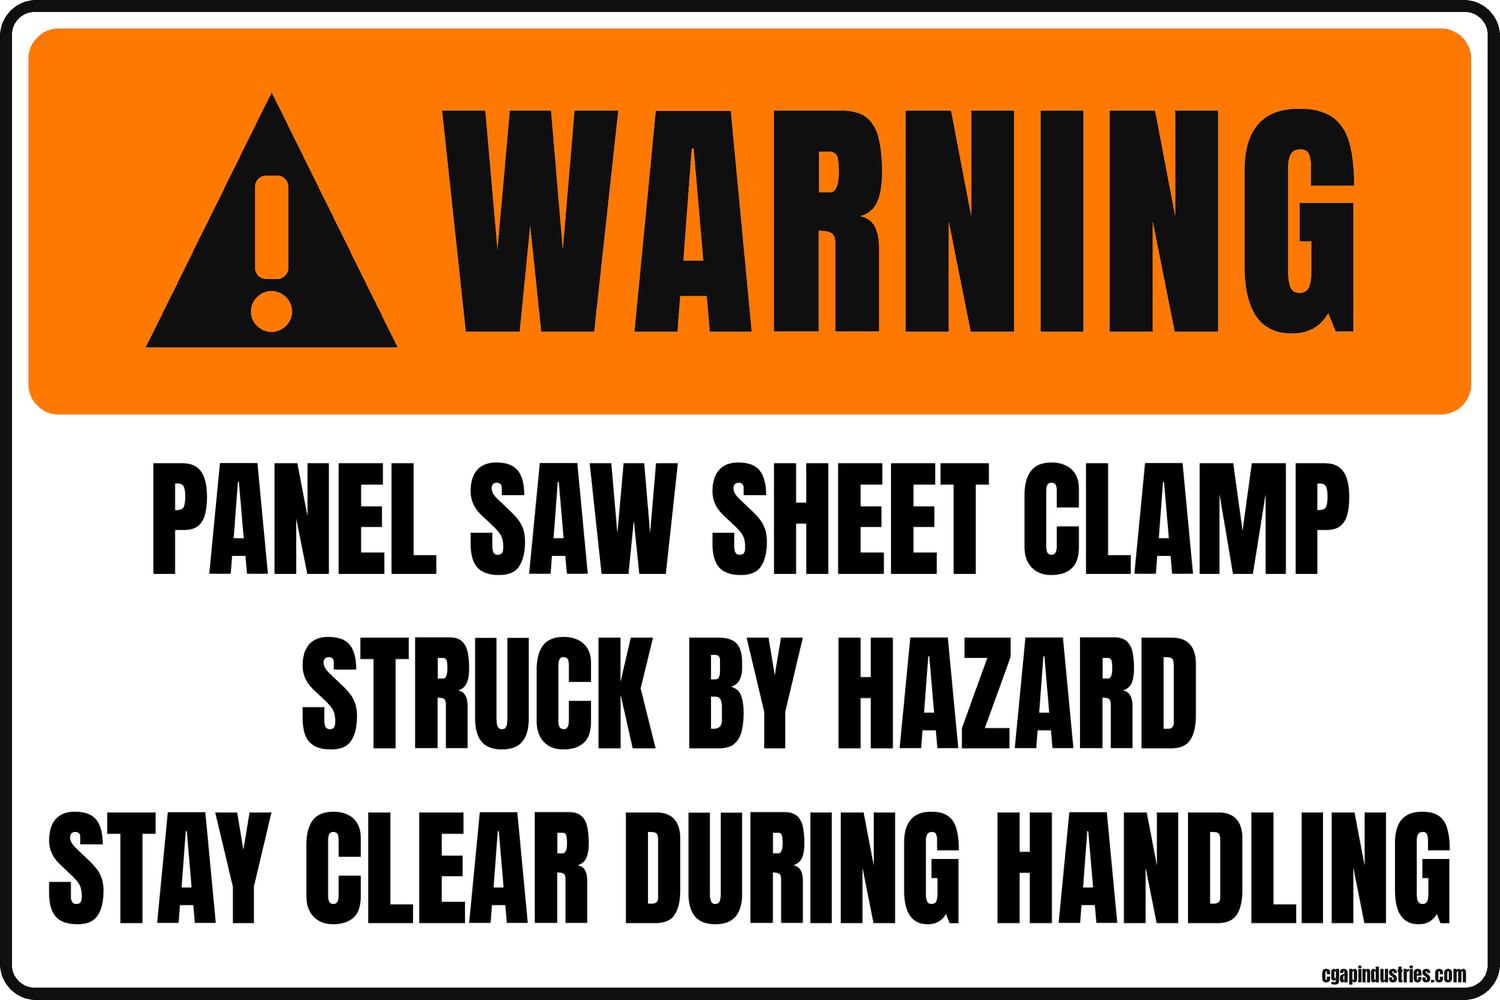 WARNING
PANEL SAW SHEET CLAMP
STRUCK BY HAZARD
STAY CLEAR DURING HANDLING
cgapindustries.com